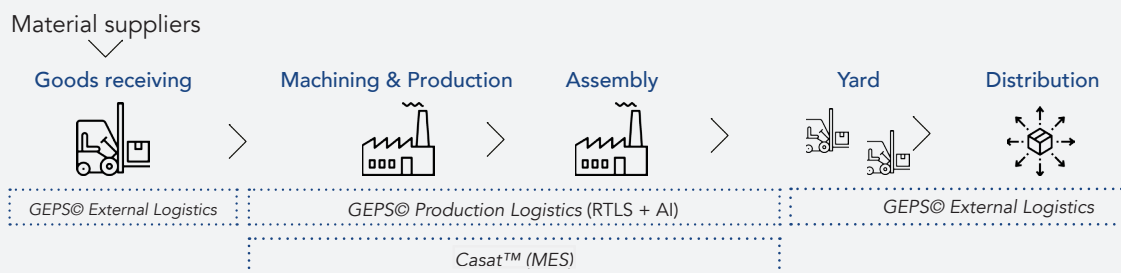 Material suppliers
Goods receiving
Machining & Production
Assembly
Yard
Distribution
GEPS© External Logistics
GEPS© Production Logistics (RTLS + AI)
GEPS© External Logistics
Casat™ (MES)